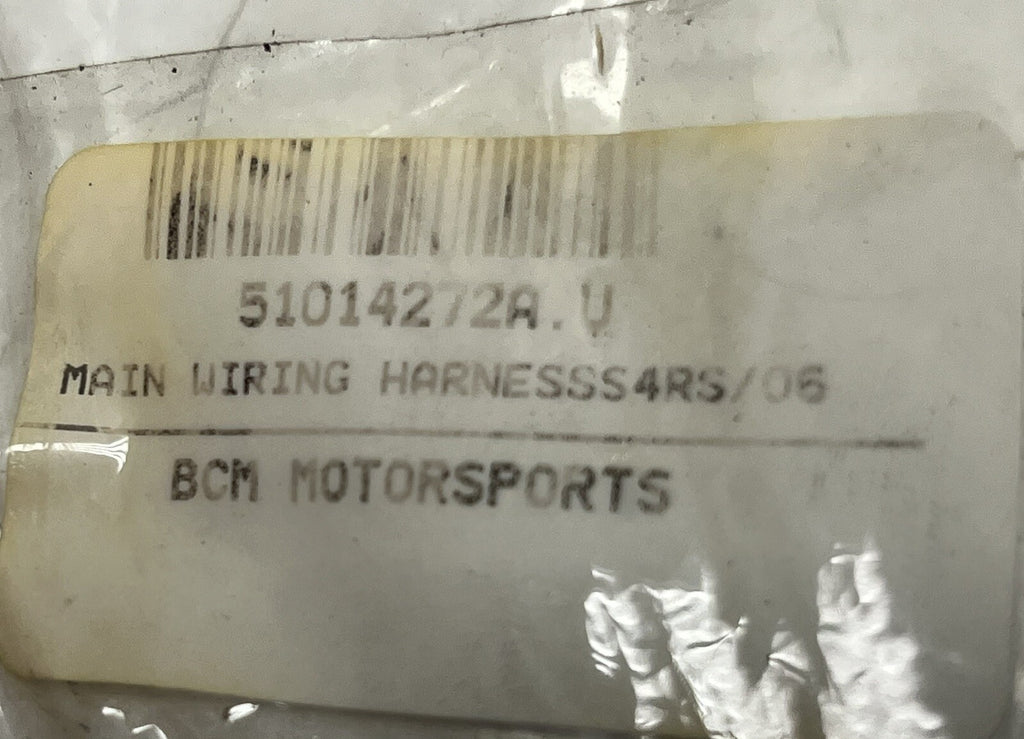 51014272A.V
MAIN WIRING HARNESSS4RS/06
BCM MOTORSPORTS